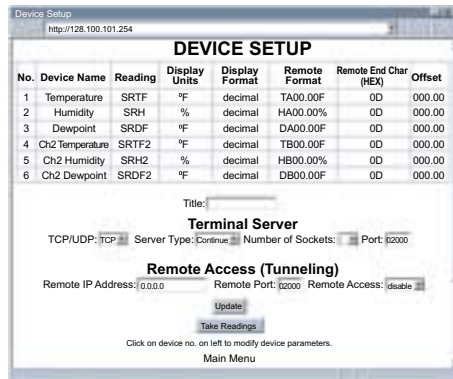 Device Setup
http://128.100.101.254
DEVICE SETUP
No. Device Name Reading Display Units Display Format Remote Format Remote End Char (HEX) Offset
1 Temperature SRTF ºF decimal TA00.00F 0D 000.00
2 Humidity SRH % decimal HA00.00% 0D 000.00
3 Dewpoint SRDF ºF decimal DA00.00F 0D 000.00
4 Ch2 Temperature SRTF2 ºF decimal TB00.00F 0D 000.00
5 Ch2 Humidity SRH2 % decimal HB00.00% 0D 000.00
6 Ch2 Dewpoint SRDF2 ºF decimal DB00.00F 0D 000.00
Title:
Terminal Server
TCP/UDP: TCP Server Type: Continue Number of Sockets: Port: 02000
Remote Access (Tunneling)
Remote IP Address: 0.0.0.0 Remote Port: 02000 Remote Access: disable
Update
Take Readings
Click on device no. on left to modify device parameters.
Main Menu